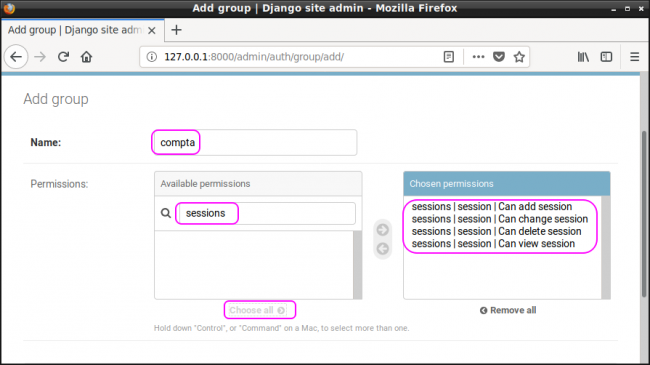 Add group | Django site admin - Mozilla Firefox
Add group | Django site adm
127.0.0.1:8000/admin/auth/group/add/
Add group
Name:
compta
Permissions:
Available permissions
Chosen permissions
sessions
sessions | session | Can add session
sessions | session | Can change session
sessions | session | Can delete session
sessions | session | Can view session
Choose all
Remove all
Hold down "Control", or "Command" on a Mac, to select more than one.